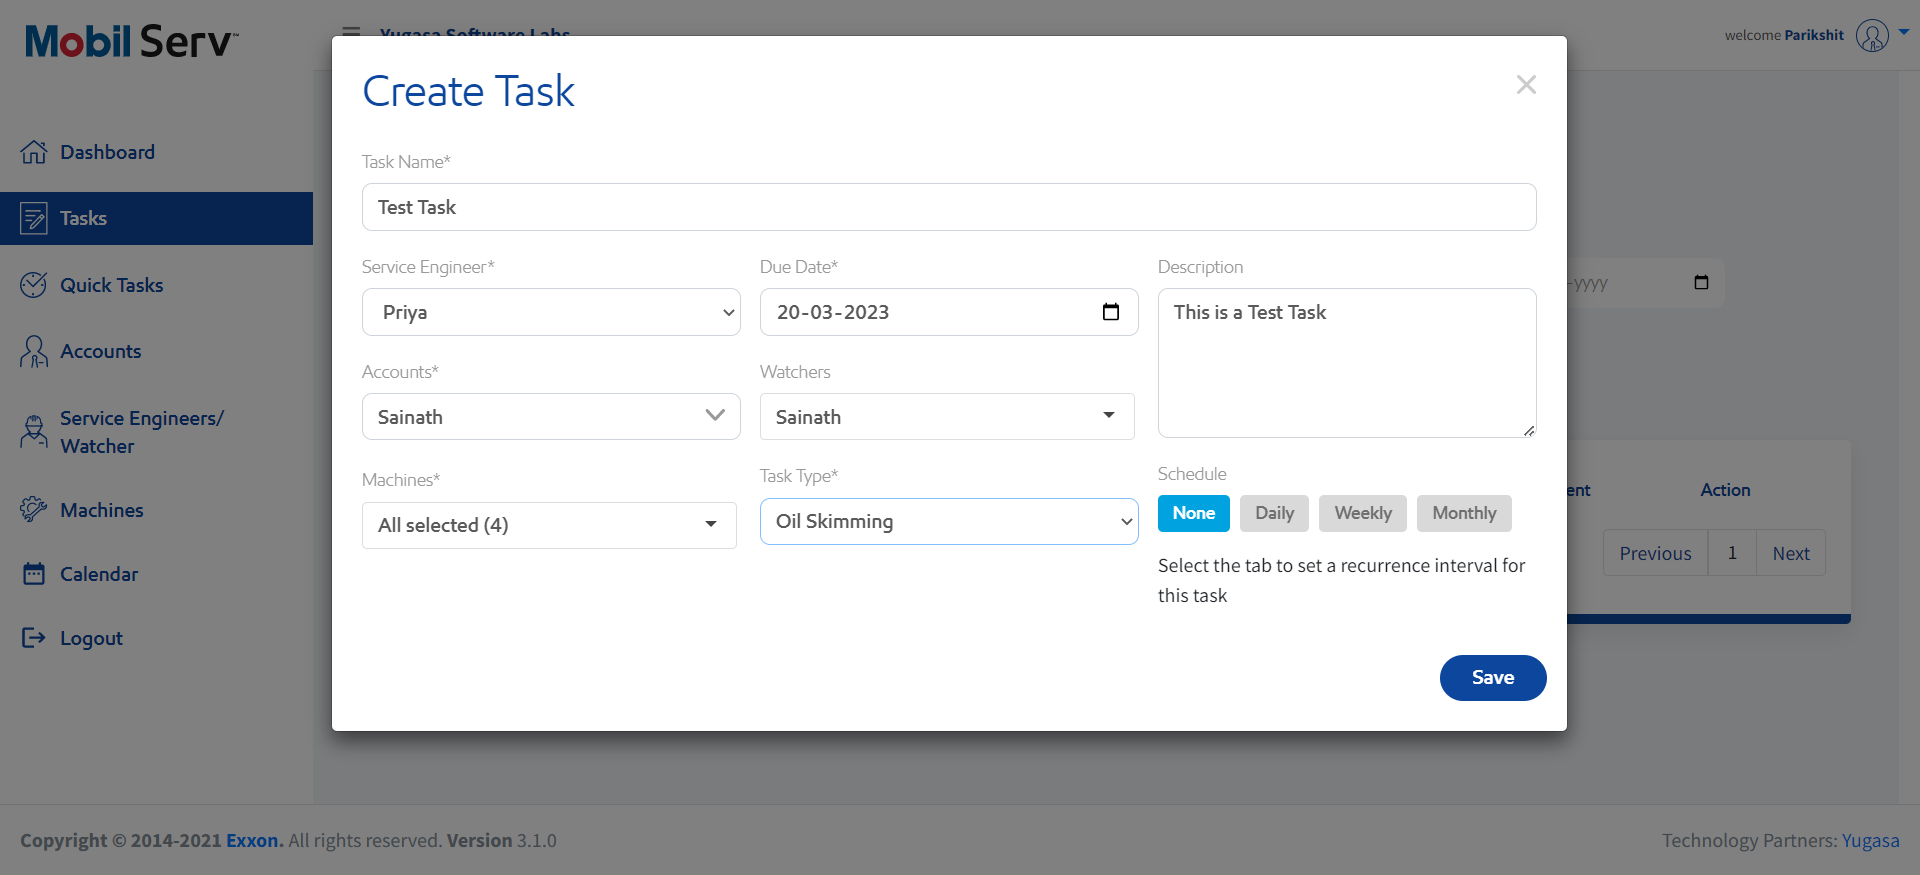 Mobil Serv™
Yugasa Software Labs
welcome Parikshit
Dashboard
Tasks
Quick Tasks
Accounts
Service Engineers/
Watcher
Machines
Calendar
Logout
Create Task
Task Name*
Test Task
Service Engineer*
Due Date*
Description
Priya
20-03-2023
This is a Test Task
Accounts*
Watchers
Sainath
Sainath
Machines*
Task Type*
Schedule
All selected (4)
Oil Skimming
None Daily Weekly Monthly
Select the tab to set a recurrence interval for
this task
Save
-yyyy
ent
Action
Previous 1 Next
Copyright © 2014-2021 Exxon. All rights reserved. Version 3.1.0
Technology Partners: Yugasa